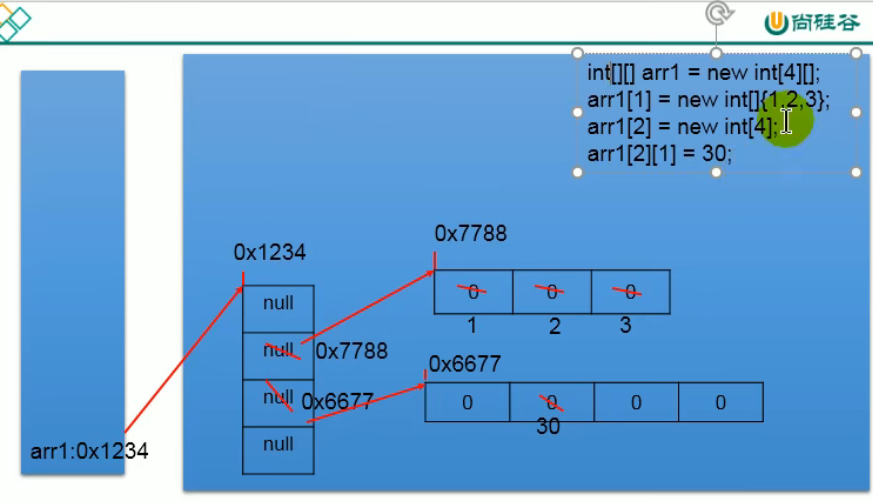 尚硅谷
int[][] arr1 = new int[4][];
arr1[1] = new int[]{1,2,3};
arr1[2] = new int[4];
arr1[2][1] = 30;
0x7788
0x1234
0 0 0
null
1 2 3
null 0x7788
0x6677
null 0x6677
0 0 0 0
30
null
arr1:0x1234